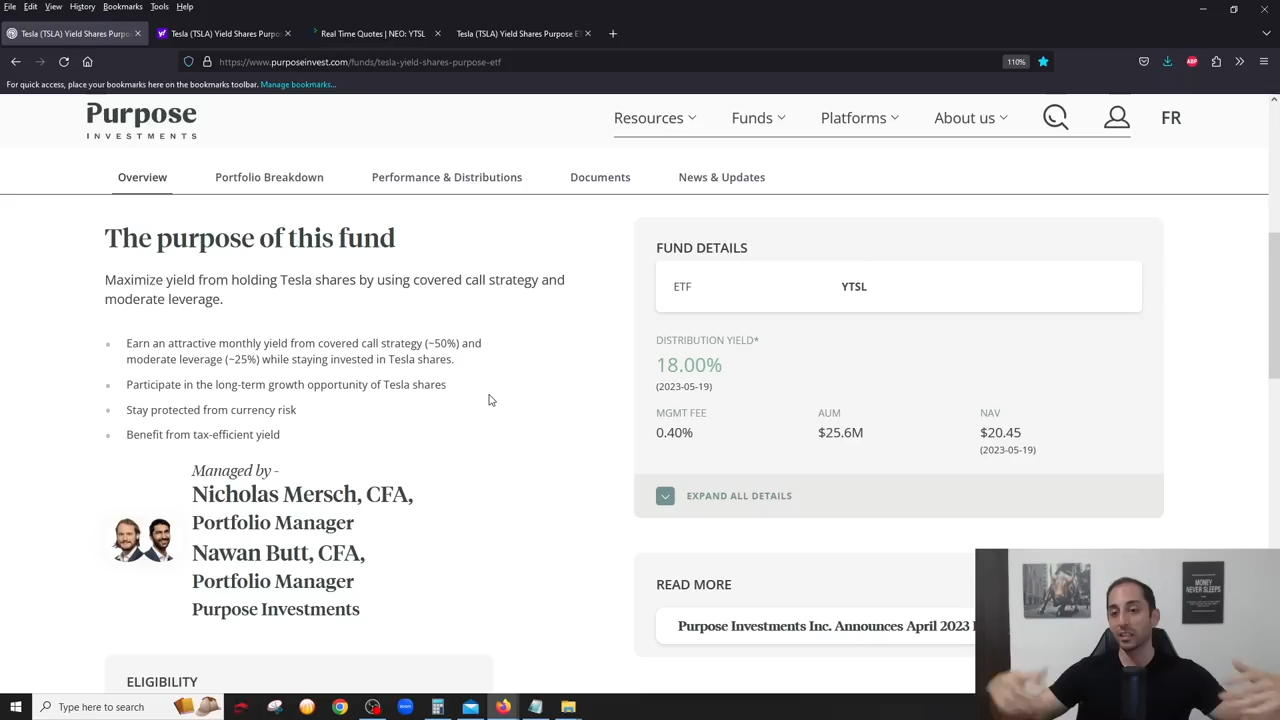 File Edit View History Bookmarks Tools Help
Tesla (TSLA) Yield Shares Purpo
Tesla (TSLA) Yield Shares Purpo
Real Time Quotes | NEO: YTSL
Tesla (TSLA) Yield Shares Purpose E
https://www.purposeinvest.com/funds/tesla-yield-shares-purpose-etf
110%
ABP
For quick access, place your bookmarks here on the bookmarks toolbar. Manage bookmarks...
Purpose
INVESTMENTS
Resources Funds Platforms About us FR
Overview Portfolio Breakdown Performance & Distributions Documents News & Updates
The purpose of this fund
Maximize yield from holding Tesla shares by using covered call strategy and
moderate leverage.
Earn an attractive monthly yield from covered call strategy (~50%) and
moderate leverage (~25%) while staying invested in Tesla shares.
Participate in the long-term growth opportunity of Tesla shares
Stay protected from currency risk
Benefit from tax-efficient yield
Managed by -
Nicholas Mersch, CFA,
Portfolio Manager
Nawan Butt, CFA,
Portfolio Manager
Purpose Investments
ELIGIBILITY
FUND DETAILS
ETF YTSL
DISTRIBUTION YIELD*
18.00%
(2023-05-19)
MGMT FEE AUM NAV
0.40% $25.6M $20.45
(2023-05-19)
EXPAND ALL DETAILS
READ MORE
Purpose Investments Inc. Announces April 2023
MONEY
NEVER SLEEPS
Type here to search